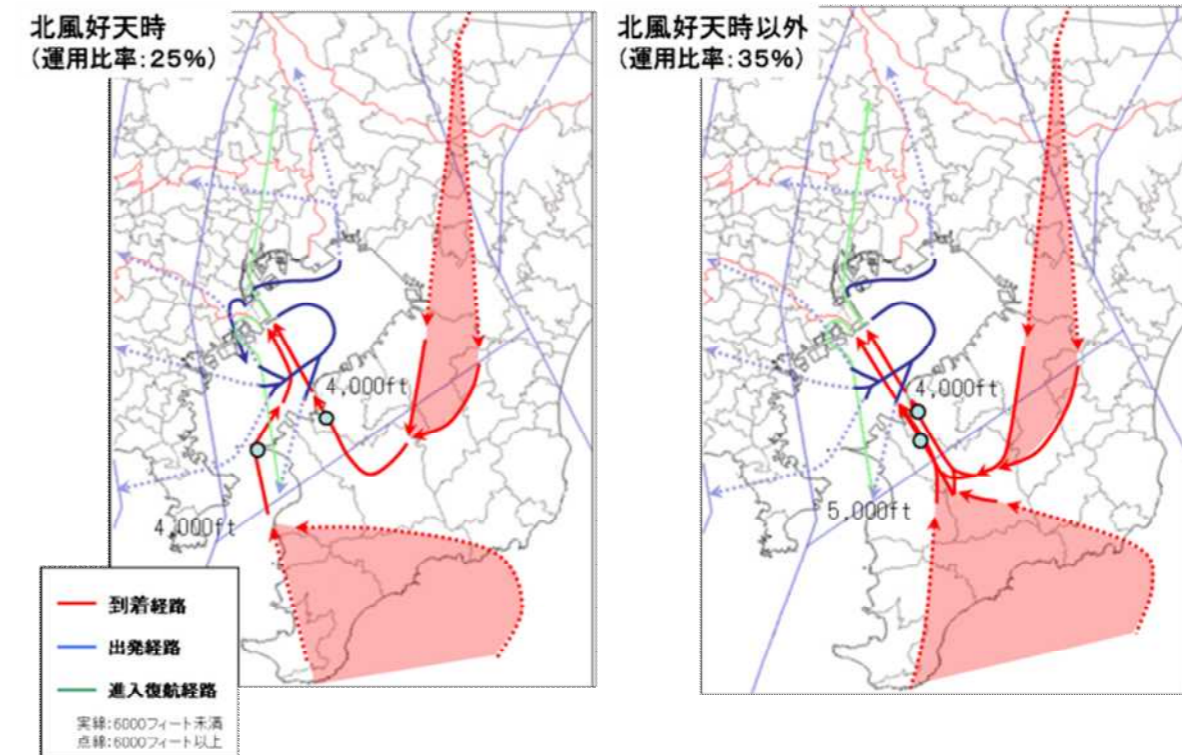 北風好天時
(運用比率:25%)
4,000ft
4,000ft
到着経路
出発経路
進入復航経路
実線:6000フィート未満
点線:6000フィート以上
北風好天時以外
(運用比率:35%)
4,000ft
5,000ft